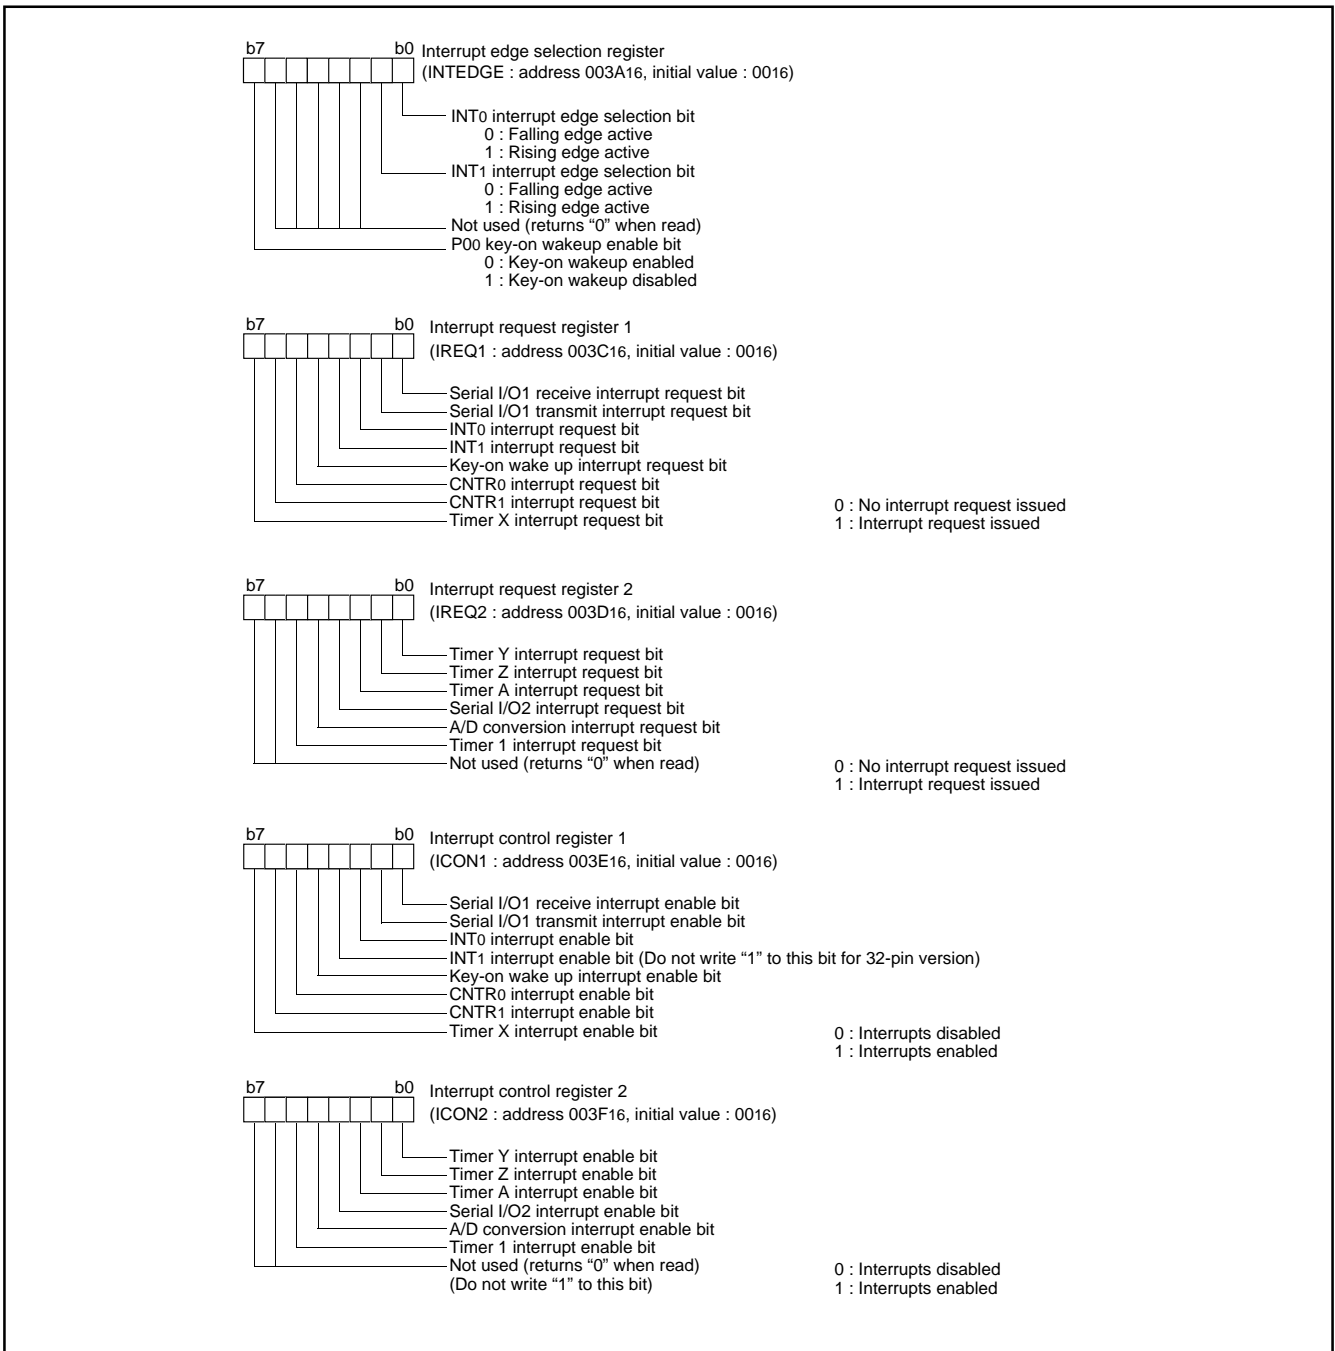 b7 b0 Interrupt edge selection register
(INTEDGE : address 003A16, initial value : 0016)
INT0 interrupt edge selection bit
0 : Falling edge active
1 : Rising edge active
INT1 interrupt edge selection bit
0 : Falling edge active
1 : Rising edge active
Not used (returns “0” when read)
P00 key-on wakeup enable bit
0 : Key-on wakeup enabled
1 : Key-on wakeup disabled
b7 b0 Interrupt request register 1
(IREQ1 : address 003C16, initial value : 0016)
Serial I/O1 receive interrupt request bit
Serial I/O1 transmit interrupt request bit
INT0 interrupt request bit
INT1 interrupt request bit
Key-on wake up interrupt request bit
CNTR0 interrupt request bit
CNTR1 interrupt request bit
Timer X interrupt request bit
0 : No interrupt request issued
1 : Interrupt request issued
b7 b0 Interrupt request register 2
(IREQ2 : address 003D16, initial value : 0016)
Timer Y interrupt request bit
Timer Z interrupt request bit
Timer A interrupt request bit
Serial I/O2 interrupt request bit
A/D conversion interrupt request bit
Timer 1 interrupt request bit
Not used (returns “0” when read)
0 : No interrupt request issued
1 : Interrupt request issued
b7 b0 Interrupt control register 1
(ICON1 : address 003E16, initial value : 0016)
Serial I/O1 receive interrupt enable bit
Serial I/O1 transmit interrupt enable bit
INT0 interrupt enable bit
INT1 interrupt enable bit (Do not write “1” to this bit for 32-pin version)
Key-on wake up interrupt enable bit
CNTR0 interrupt enable bit
CNTR1 interrupt enable bit
Timer X interrupt enable bit
0 : Interrupts disabled
1 : Interrupts enabled
b7 b0 Interrupt control register 2
(ICON2 : address 003F16, initial value : 0016)
Timer Y interrupt enable bit
Timer Z interrupt enable bit
Timer A interrupt enable bit
Serial I/O2 interrupt enable bit
A/D conversion interrupt enable bit
Timer 1 interrupt enable bit
Not used (returns “0” when read)
(Do not write “1” to this bit)
0 : Interrupts disabled
1 : Interrupts enabled